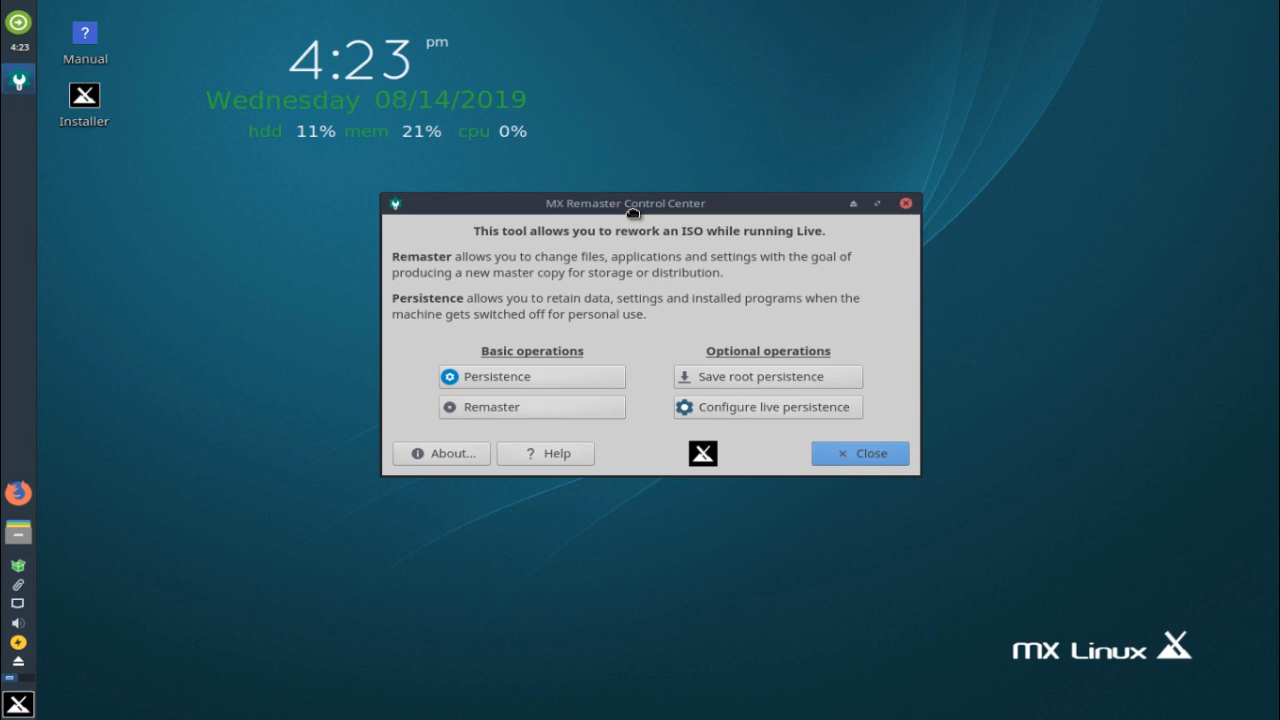 4:23
Manual
Installer
4:23 pm
Wednesday 08/14/2019
hdd 11% mem 21% cpu 0%
MX Remaster Control Center
This tool allows you to rework an ISO while running Live.
Remaster allows you to change files, applications and settings with the goal of
producing a new master copy for storage or distribution.
Persistence allows you to retain data, settings and installed programs when the
machine gets switched off for personal use.
Basic operations
Optional operations
Persistence
Save root persistence
Remaster
Configure live persistence
About...
? Help
Close
MX Linux